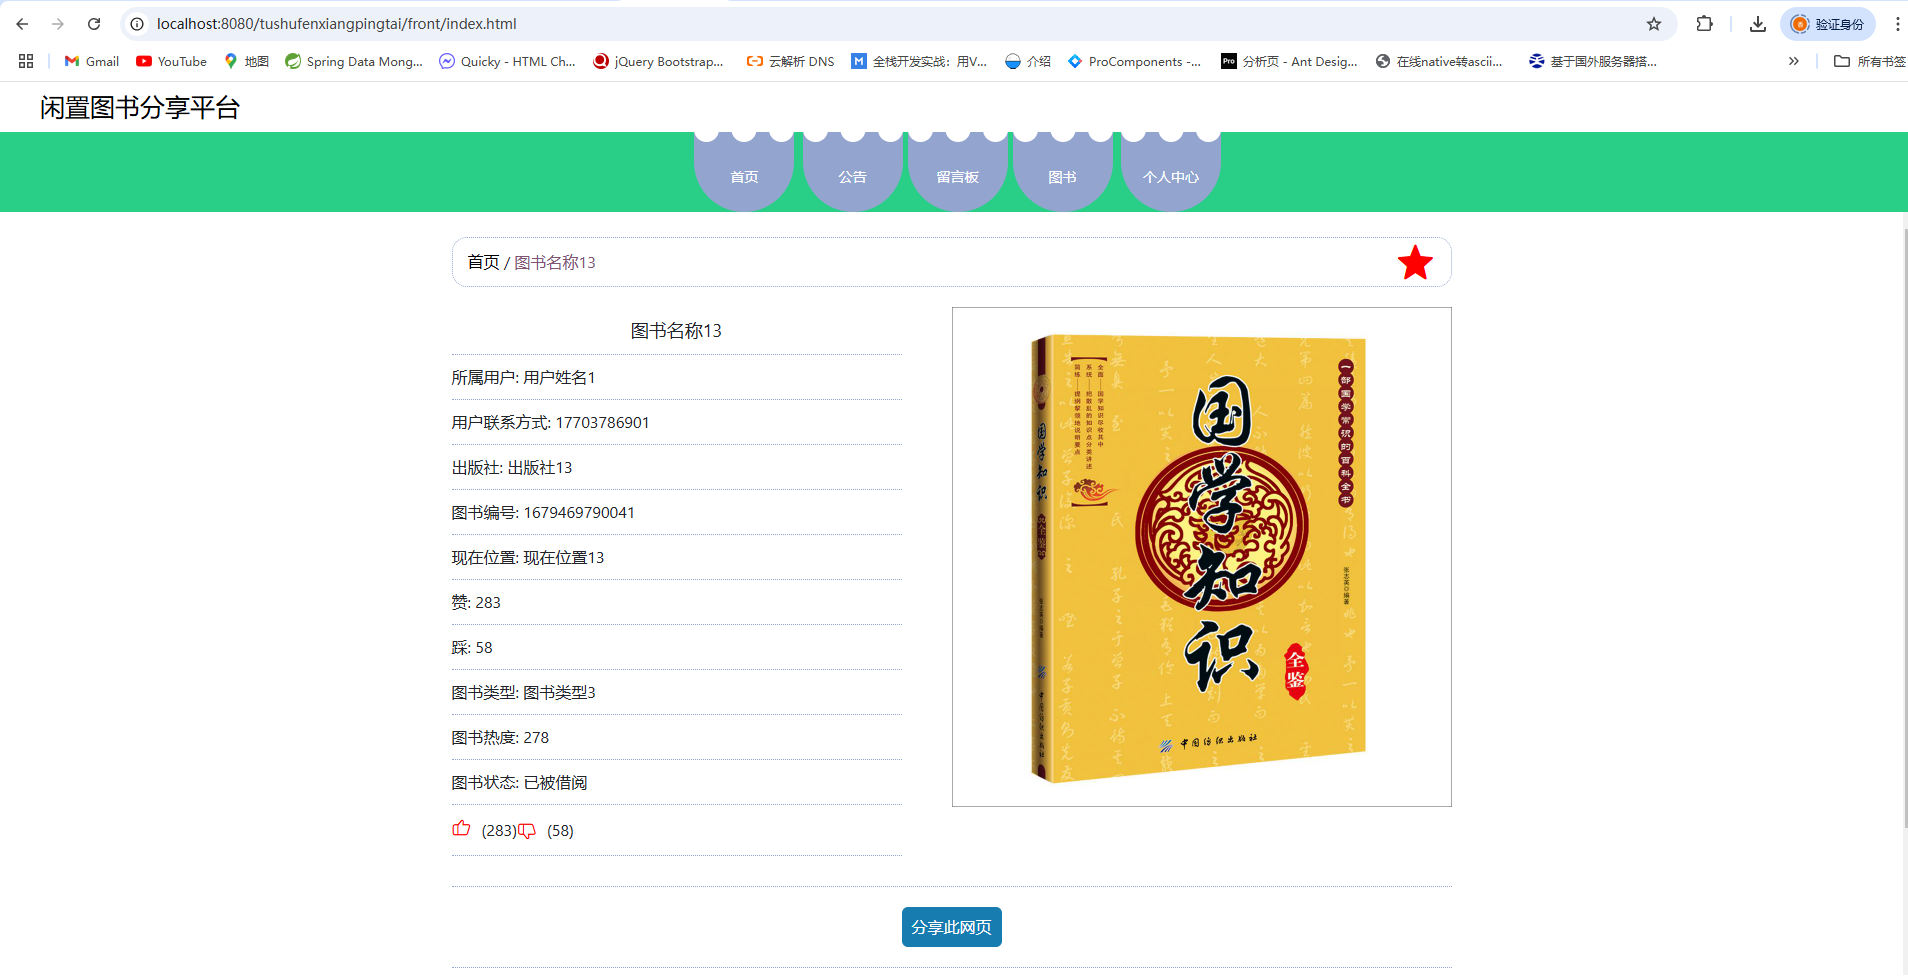 localhost:8080/tushufenxiangpingtai/front/index.html
验证身份
Gmail
YouTube
地图
Spring Data Mong...
Quicky - HTML Ch...
jQuery Bootstrap...
云解析 DNS
全栈开发实战：用V...
介绍
ProComponents -...
Pro
分析页 - Ant Desig...
在线native转ascii...
基于国外服务器搭...
所有书签
闲置图书分享平台
首页
公告
留言板
图书
个人中心
首页 / 图书名称13
图书名称13
所属用户: 用户姓名1
用户联系方式: 17703786901
出版社: 出版社13
图书编号: 1679469790041
现在位置: 现在位置13
赞: 283
踩: 58
图书类型: 图书类型3
图书热度: 278
图书状态: 已被借阅
(283)
(58)
一部国学常识的百科全书
国学知识
全鉴
张志英◎编著
中国纺织出版社
分享此网页